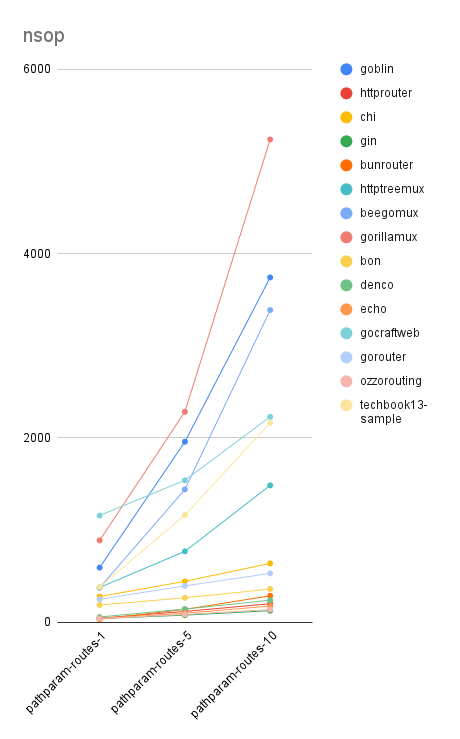 nsop
6000
4000
2000
0
pathparam-routes-1
pathparam-routes-5
pathparam-routes-10
goblin
httprouter
chi
gin
bunrouter
httptreemux
beegomux
gorillamux
bon
denco
echo
gocraftweb
gorouter
ozzorouting
techbook13-
sample